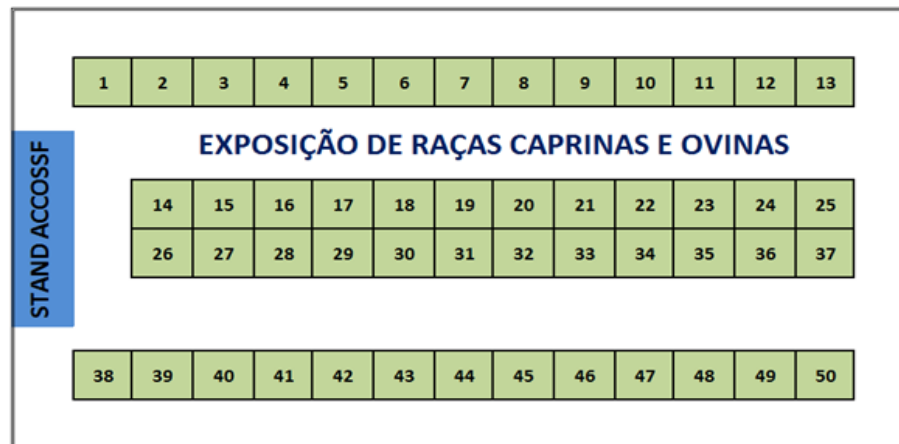 1 2 3 4 5 6 7 8 9 10 11 12 13
EXPOSIÇÃO DE RAÇAS CAPRINAS E OVINAS
STAND ACCOSSF
14 15 16 17 18 19 20 21 22 23 24 25
26 27 28 29 30 31 32 33 34 35 36 37
38 39 40 41 42 43 44 45 46 47 48 49 50